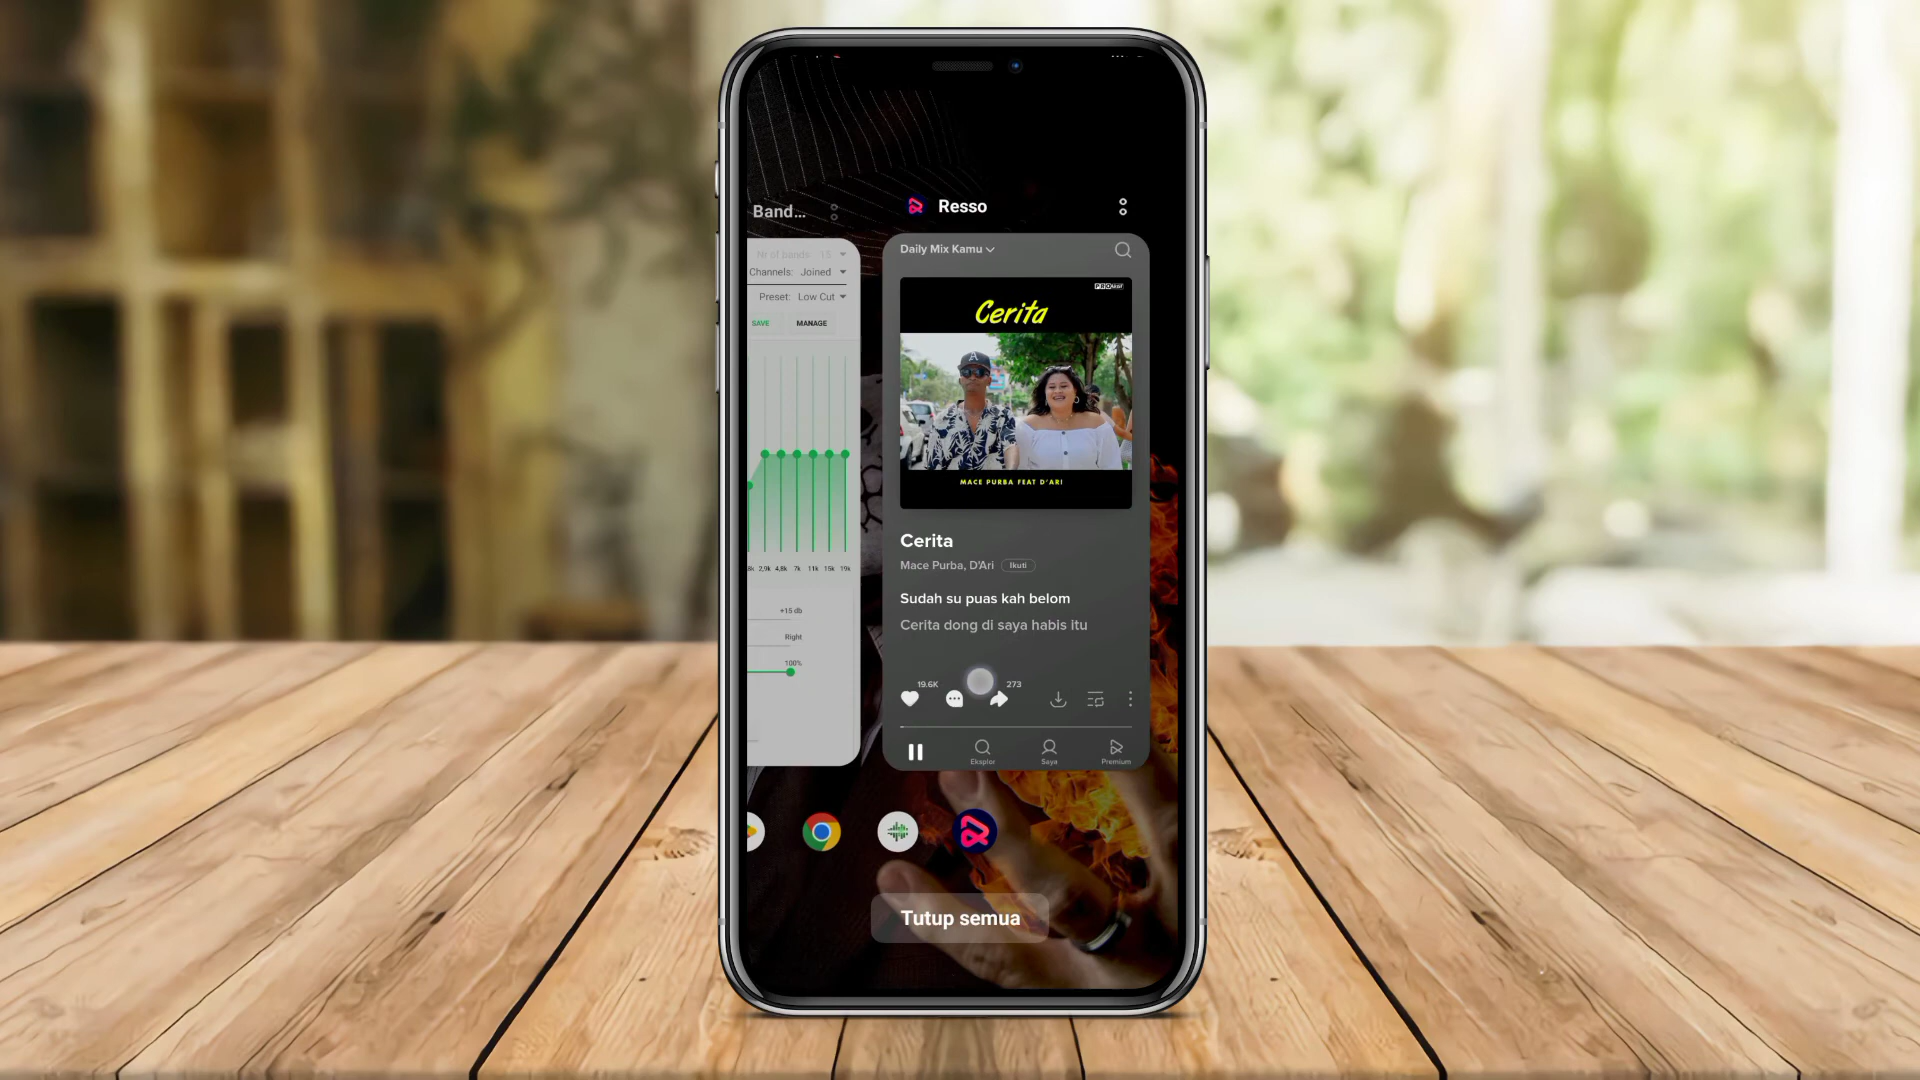 Band...
Resso
Nr of bands 15
Channels: Joined
Preset: Low Cut
SAVE
MANAGE
2,9k 4,8k 7k 11k 15k 19k
+15 db
Right
100%
Daily Mix Kamu
Cerita
MACE PURBA FEAT D'ARI
Cerita
Mace Purba, D'Ari
Ikuti
Sudah su puas kah belom
Cerita dong di saya habis itu
19.6K
273
Eksplor
Saya
Premium
Tutup semua